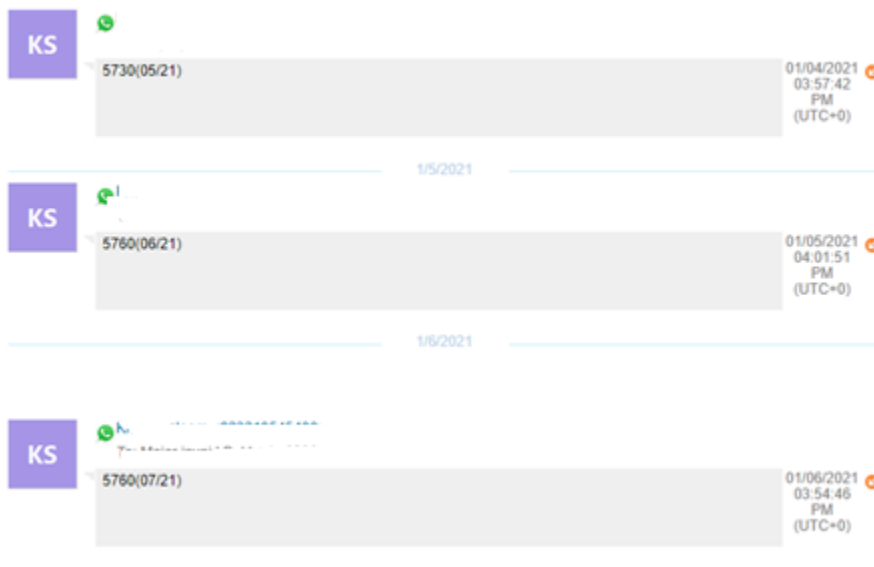 KS
5730(05/21)
01/04/2021
03:57:42
PM
(UTC+0)
1/5/2021
KS
5760(06/21)
01/05/2021
04:01:51
PM
(UTC+0)
1/6/2021
KS
5760(07/21)
01/06/2021
03:54:46
PM
(UTC+0)